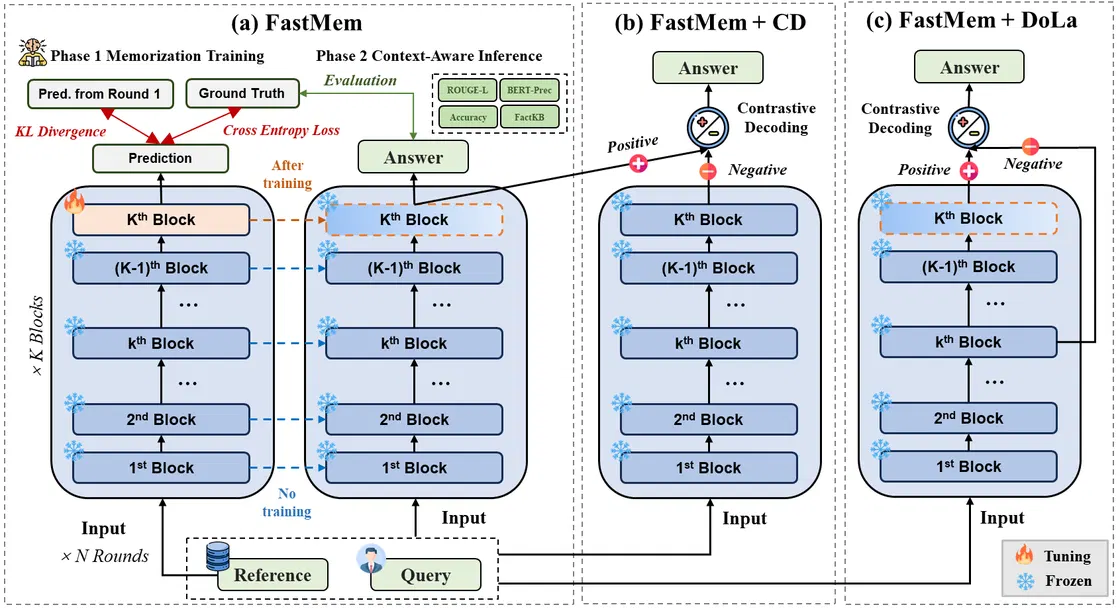 (a) FastMem
Phase 1 Memorization Training
Phase 2 Context-Aware Inference
Pred. from Round 1
Ground Truth
Evaluation
ROUGE-L
BERT-Prec
Accuracy
FactKB
KL Divergence
Cross Entropy Loss
Prediction
Answer
After
training
Kth Block
(K-1)th Block
...
kth Block
...
2nd Block
1st Block
× K Blocks
Kth Block
(K-1)th Block
...
kth Block
...
2nd Block
1st Block
No
training
Input
× N Rounds
Input
Reference
Query
(b) FastMem + CD
Answer
Contrastive
Decoding
Positive
Negative
Kth Block
(K-1)th Block
...
kth Block
...
2nd Block
1st Block
Input
(c) FastMem + DoLa
Answer
Contrastive
Decoding
Positive
Negative
Kth Block
(K-1)th Block
...
kth Block
...
2nd Block
1st Block
Input
Tuning
Frozen